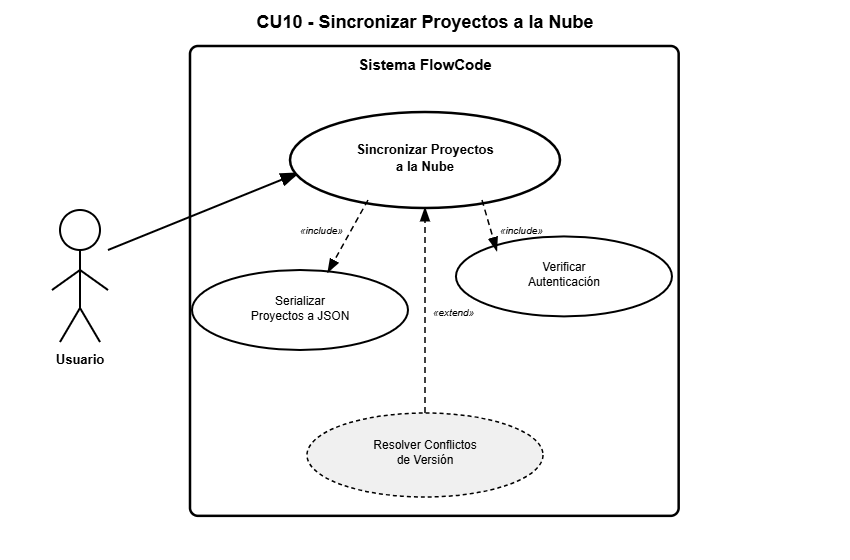 CU10 - Sincronizar Proyectos a la Nube
Sistema FlowCode
Sincronizar Proyectos
a la Nube
«include»
«include»
Verificar
Autenticación
Serializar
Proyectos a JSON
«extend»
Usuario
Resolver Conflictos
de Versión